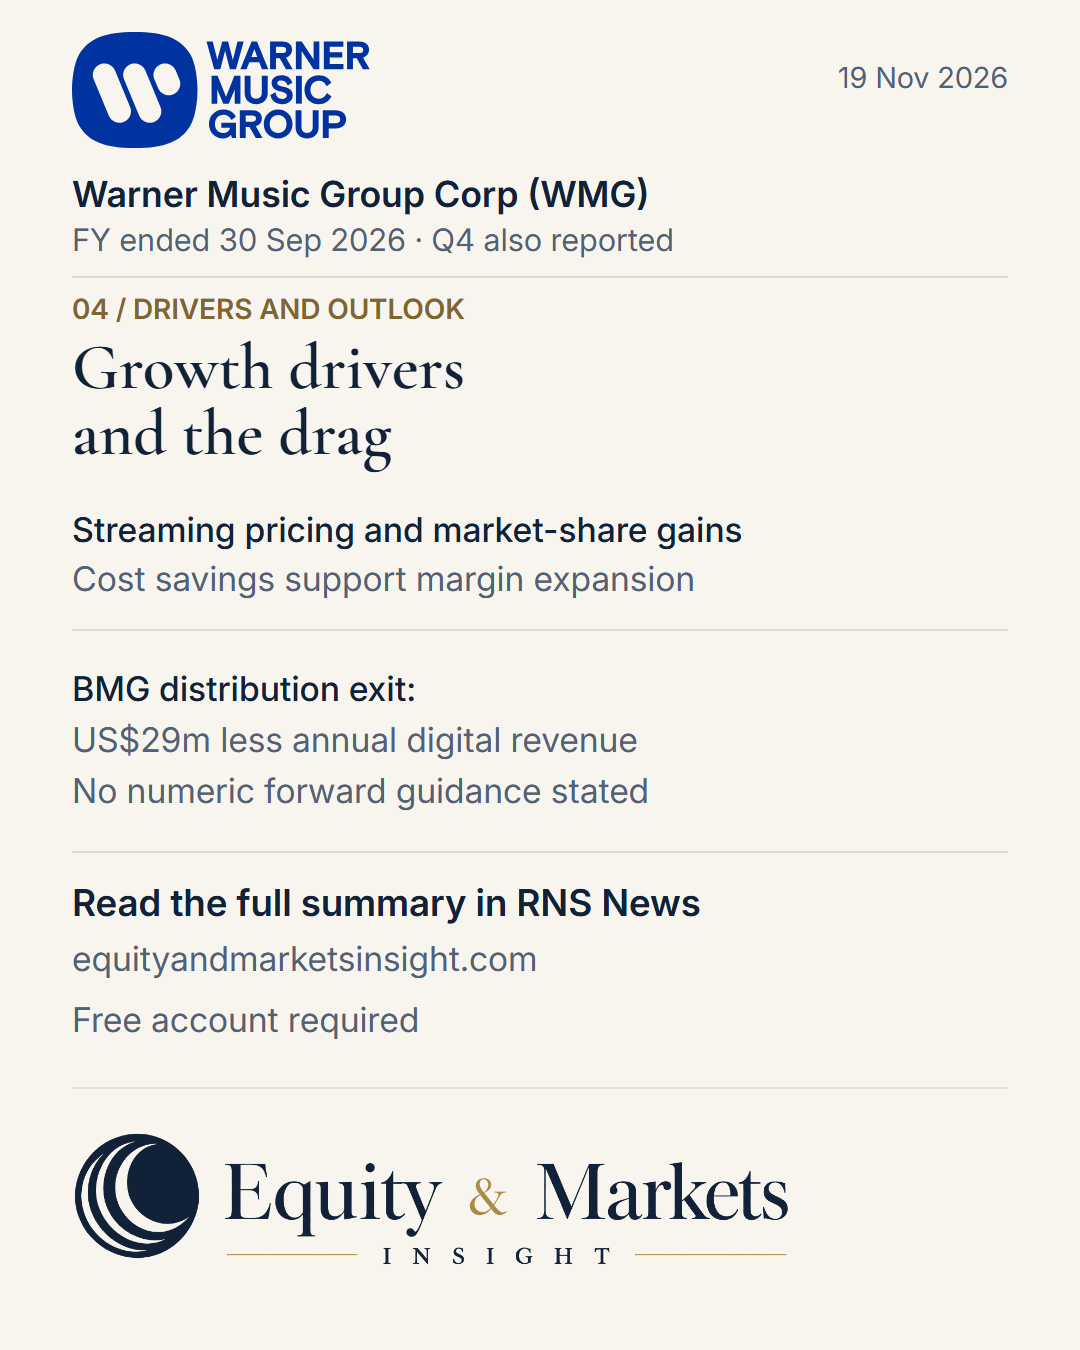 WARNER
MUSIC
GROUP
19 Nov 2026
Warner Music Group Corp (WMG)
FY ended 30 Sep 2026 · Q4 also reported
04 / DRIVERS AND OUTLOOK
Growth drivers
and the drag
Streaming pricing and market-share gains
Cost savings support margin expansion
BMG distribution exit:
US$29m less annual digital revenue
No numeric forward guidance stated
Read the full summary in RNS News
equityandmarketsinsight.com
Free account required
Equity & Markets
INSIGHT